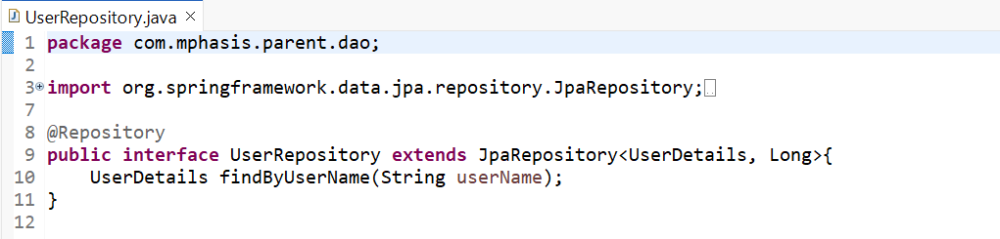 UserRepository.java
1 package com.mphasis.parent.dao;
2
3 import org.springframework.data.jpa.repository.JpaRepository;
7
8 @Repository
9 public interface UserRepository extends JpaRepository<UserDetails, Long>{
10 UserDetails findByUserName(String userName);
11 }
12